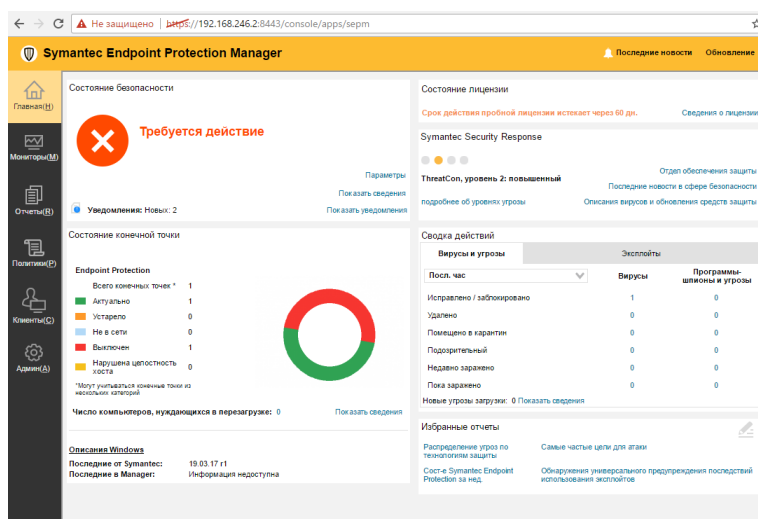 Не защищено https://192.168.246.2:8443/console/apps/sepm
Symantec Endpoint Protection Manager
Последние новости Обновление
Главная(H)
Мониторы(M)
Отчеты(R)
Политики(P)
Клиенты(C)
Админ(A)
Состояние безопасности
Требуется действие
Параметры
Показать сведения
Уведомления: Новых: 2
Показать уведомления
Состояние лицензии
Срок действия пробной лицензии истекает через 60 дн.
Сведения о лицензии
Symantec Security Response
ThreatCon, уровень 2: повышенный
Отдел обеспечения защиты
Последние новости в сфере безопасности
подробнее об уровнях угрозы
Описания вирусов и обновления средств защиты
Состояние конечной точки
Endpoint Protection
Всего конечных точек * 1
Актуально 1
Устарело 0
Не в сети 0
Выключен 1
Нарушена целостность
хоста 0
*Могут учитываться конечные точки из
нескольких категорий
Число компьютеров, нуждающихся в перезагрузке: 0
Показать сведения
Описания Windows
Последние от Symantec: 19.03.17 r1
Последние в Manager: Информация недоступна
Сводка действий
Вирусы и угрозы Эксплойты
Посл. час
Вирусы
Программы-
шпионы и угрозы
Исправлено / заблокировано 1 0
Удалено 0 0
Помещено в карантин 0 0
Подозрительный 0 0
Недавно заражено 0 0
Пока заражено 0 0
Новые угрозы загрузки: 0 Показать сведения
Избранные отчеты
Распределение угроз по
технологиям защиты
Самые частые цели для атаки
Сост-е Symantec Endpoint
Protection за нед.
Обнаружения универсального предупреждения последствий
использования эксплойтов